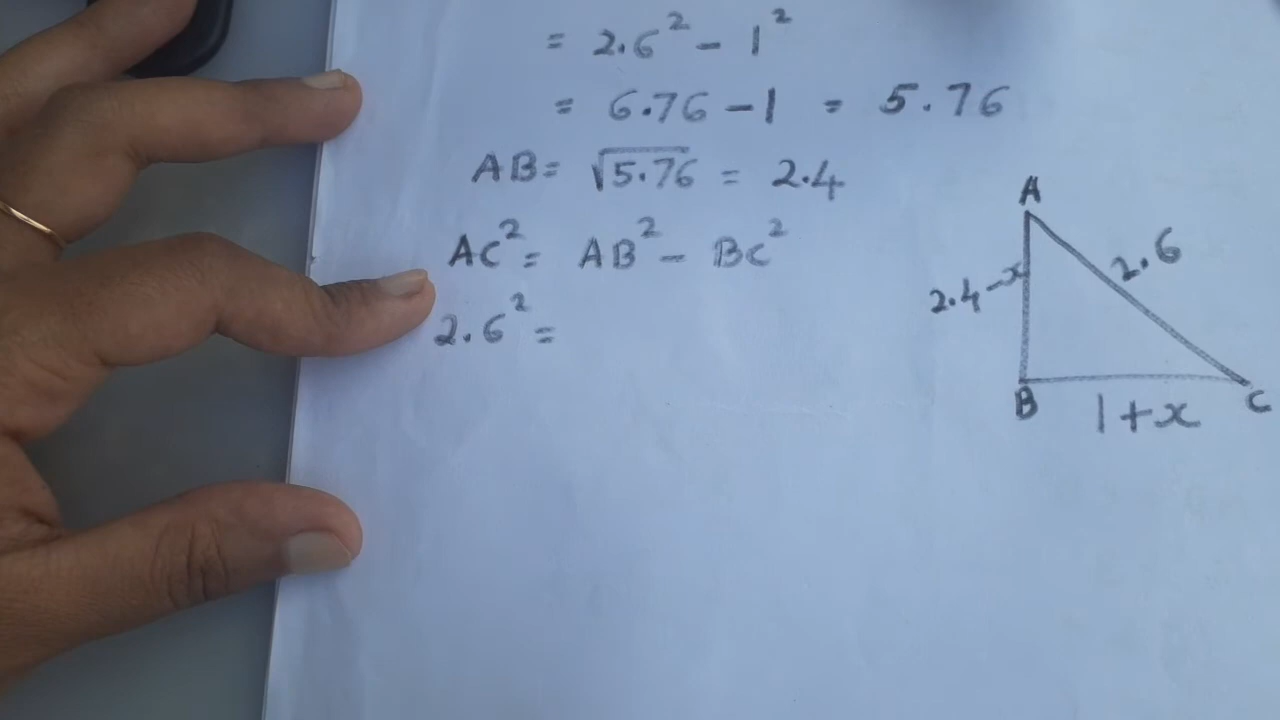 = 2.6² - 1²
= 6.76 - 1 = 5.76
AB = √5.76 = 2.4
AC² = AB² - BC²
2.6² =
A
2.4 - x
2.6
B
C
1 + x